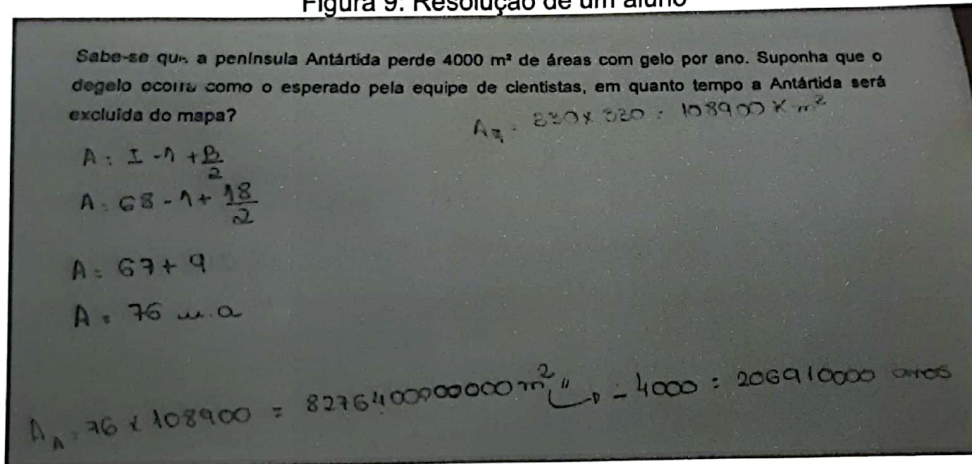 Figura 9: Resolução de um aluno
Sabe-se que a península Antártida perde 4000 m² de áreas com gelo por ano. Suponha que o
degelo ocorra como o esperado pela equipe de cientistas, em quanto tempo a Antártida será
excluída do mapa?
A = 330 x 330 = 108900 Km²
A = I - 1 + B/2
A = 68 - 1 + 18/2
A = 67 + 9
A = 76 u.a
A_A = 76 x 108900 = 8276400000000 m² ÷ 4000 = 206910000 anos